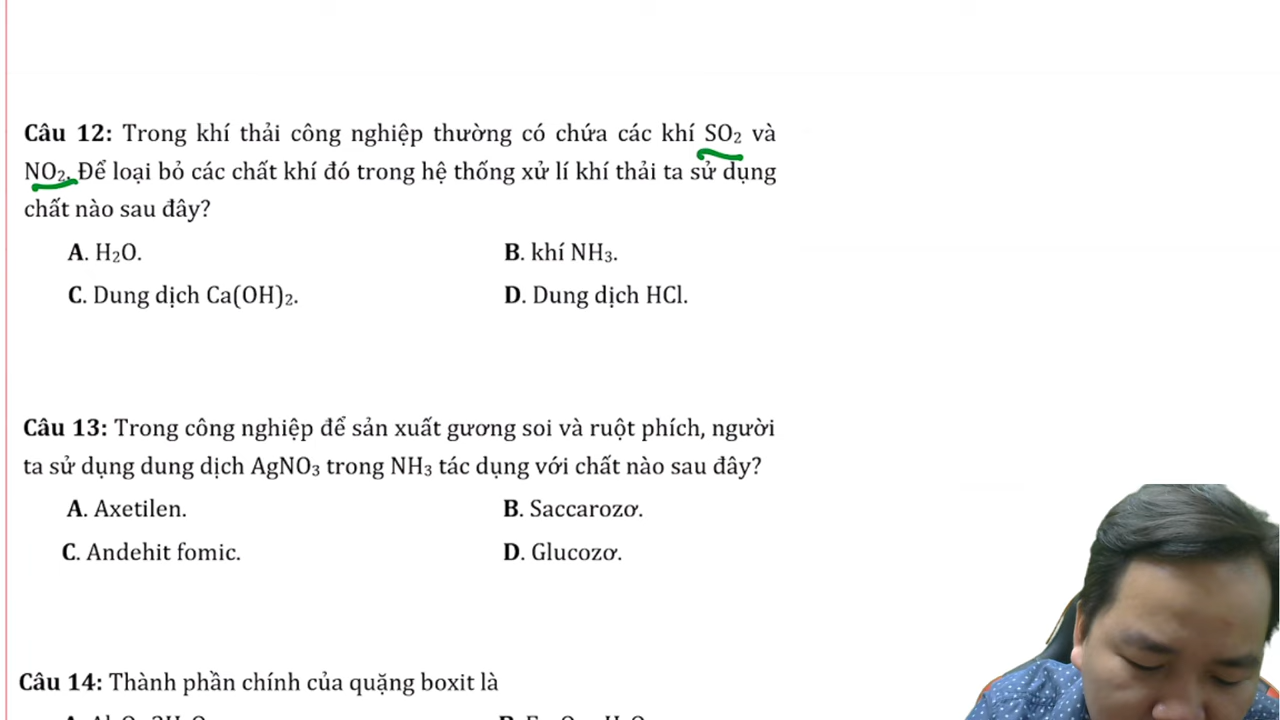 Câu 12: Trong khí thải công nghiệp thường có chứa các khí SO₂ và
NO₂. Để loại bỏ các chất khí đó trong hệ thống xử lí khí thải ta sử dụng
chất nào sau đây?
A. H₂O. B. khí NH₃.
C. Dung dịch Ca(OH)₂. D. Dung dịch HCl.
Câu 13: Trong công nghiệp để sản xuất gương soi và ruột phích, người
ta sử dụng dung dịch AgNO₃ trong NH₃ tác dụng với chất nào sau đây?
A. Axetilen. B. Saccarozơ.
C. Andehit fomic. D. Glucozơ.
Câu 14: Thành phần chính của quặng boxit là